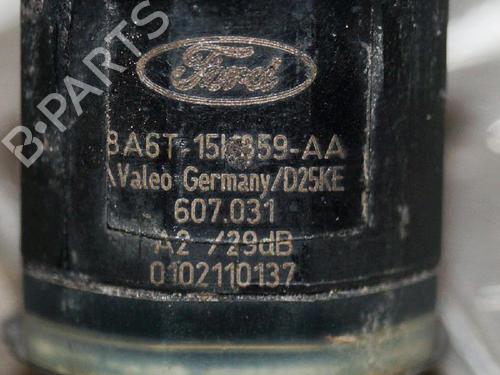 B-PARTS
Ford
8A6T-15K859-AA
Valeo Germany/D25KE
607.031
A2 /29dB
0102110137